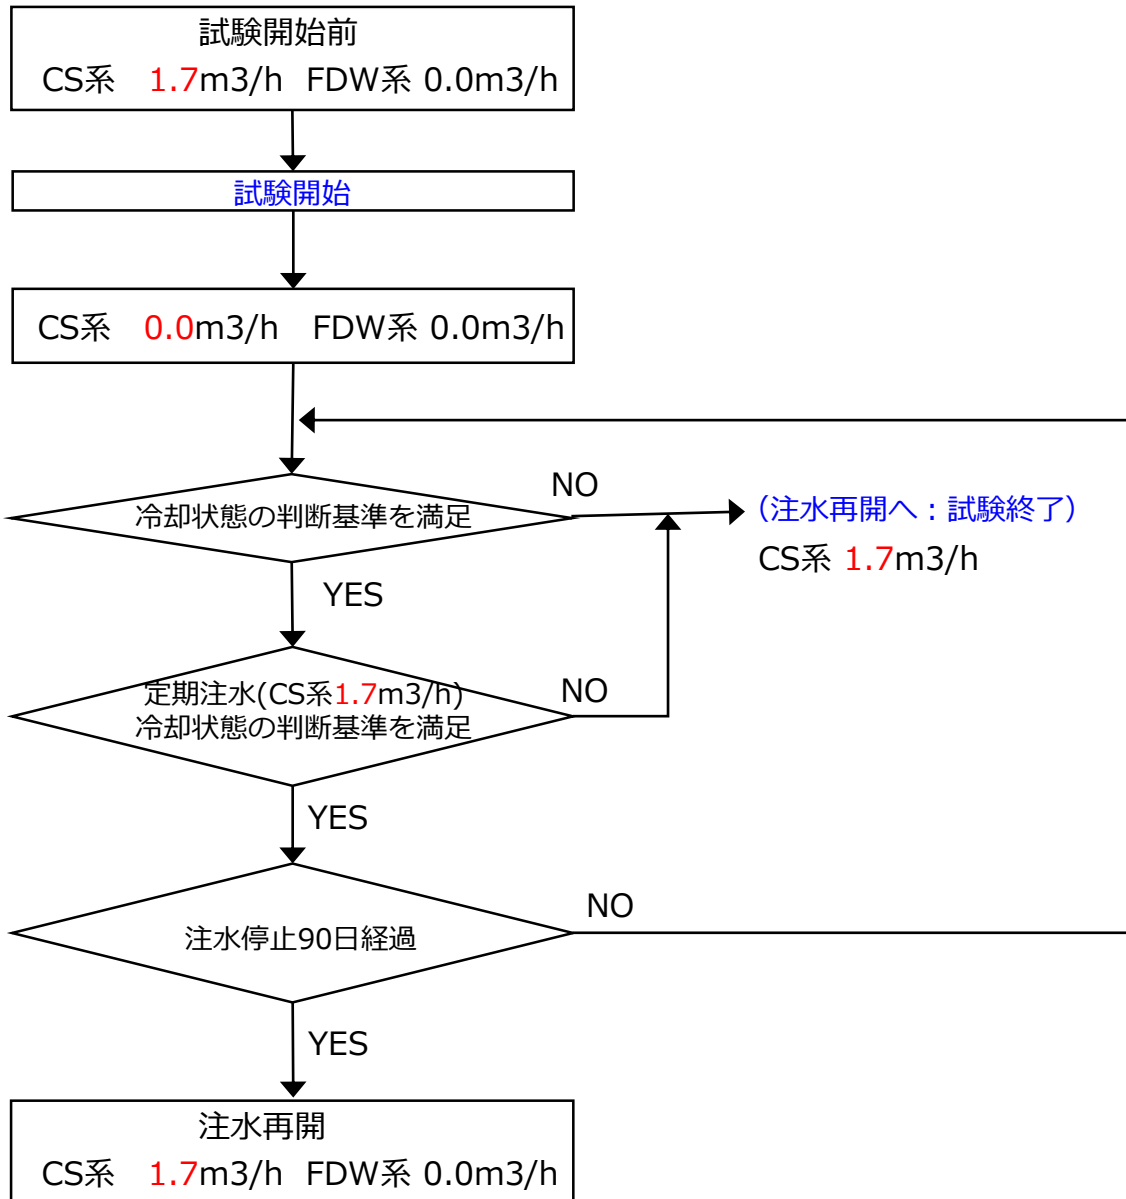 試験開始前
CS系 1.7m3/h FDW系 0.0m3/h
試験開始
CS系 0.0m3/h FDW系 0.0m3/h
冷却状態の判断基準を満足
NO
(注水再開へ:試験終了)
CS系 1.7m3/h
YES
定期注水(CS系1.7m3/h)
冷却状態の判断基準を満足
NO
YES
注水停止90日経過
NO
YES
注水再開
CS系 1.7m3/h FDW系 0.0m3/h